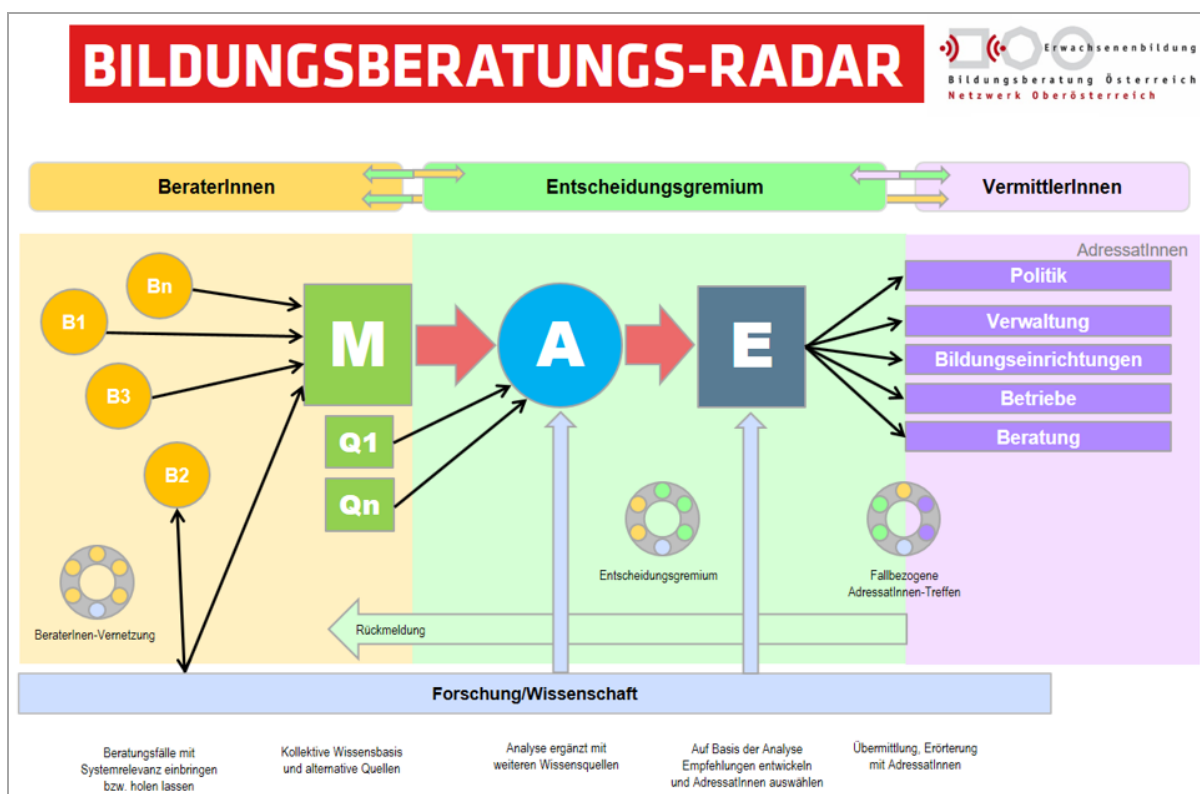 BILDUNGSBERATUNGS-RADAR
Erwachsenenbildung
Bildungsberatung Österreich
Netzwerk Oberösterreich
BeraterInnen
Entscheidungsgremium
VermittlerInnen
AdressatInnen
Bn
B1
B3
B2
M
Q1
Qn
A
E
Politik
Verwaltung
Bildungseinrichtungen
Betriebe
Beratung
BeraterInen-Vernetzung
Entscheidungsgremium
Fallbezogene
AdressatInnen-Treffen
Rückmeldung
Forschung/Wissenschaft
Beratungsfälle mit
Systemrelevanz einbringen
bzw. holen lassen
Kollektive Wissensbasis
und alternative Quellen
Analyse ergänzt mit
weiteren Wissensquellen
Auf Basis der Analyse
Empfehlungen entwickeln
und AdressatInnen auswählen
Übermittlung, Erörterung
mit AdressatInnen